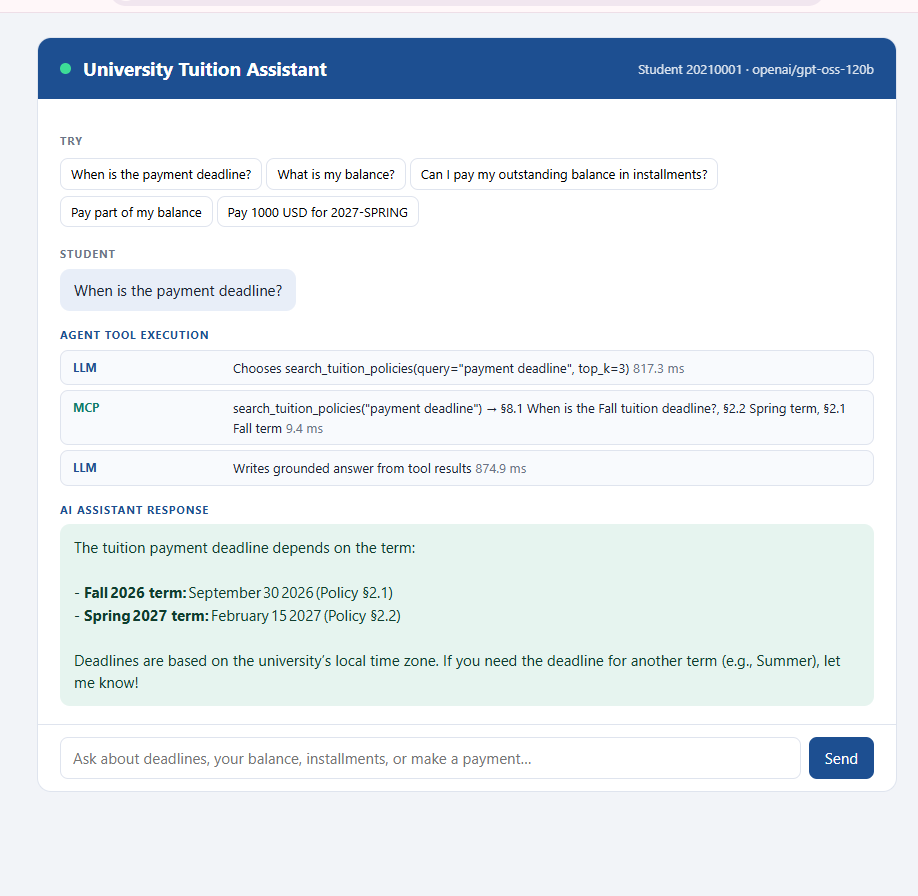 University Tuition Assistant
Student 20210001 · openai/gpt-oss-120b
TRY
When is the payment deadline?
What is my balance?
Can I pay my outstanding balance in installments?
Pay part of my balance
Pay 1000 USD for 2027-SPRING
STUDENT
When is the payment deadline?
AGENT TOOL EXECUTION
LLM
Chooses search_tuition_policies(query="payment deadline", top_k=3) 817.3 ms
MCP
search_tuition_policies("payment deadline") → §8.1 When is the Fall tuition deadline?, §2.2 Spring term, §2.1
Fall term 9.4 ms
LLM
Writes grounded answer from tool results 874.9 ms
AI ASSISTANT RESPONSE
The tuition payment deadline depends on the term:
- Fall 2026 term: September 30 2026 (Policy §2.1)
- Spring 2027 term: February 15 2027 (Policy §2.2)
Deadlines are based on the university’s local time zone. If you need the deadline for another term (e.g., Summer), let
me know!
Ask about deadlines, your balance, installments, or make a payment...
Send